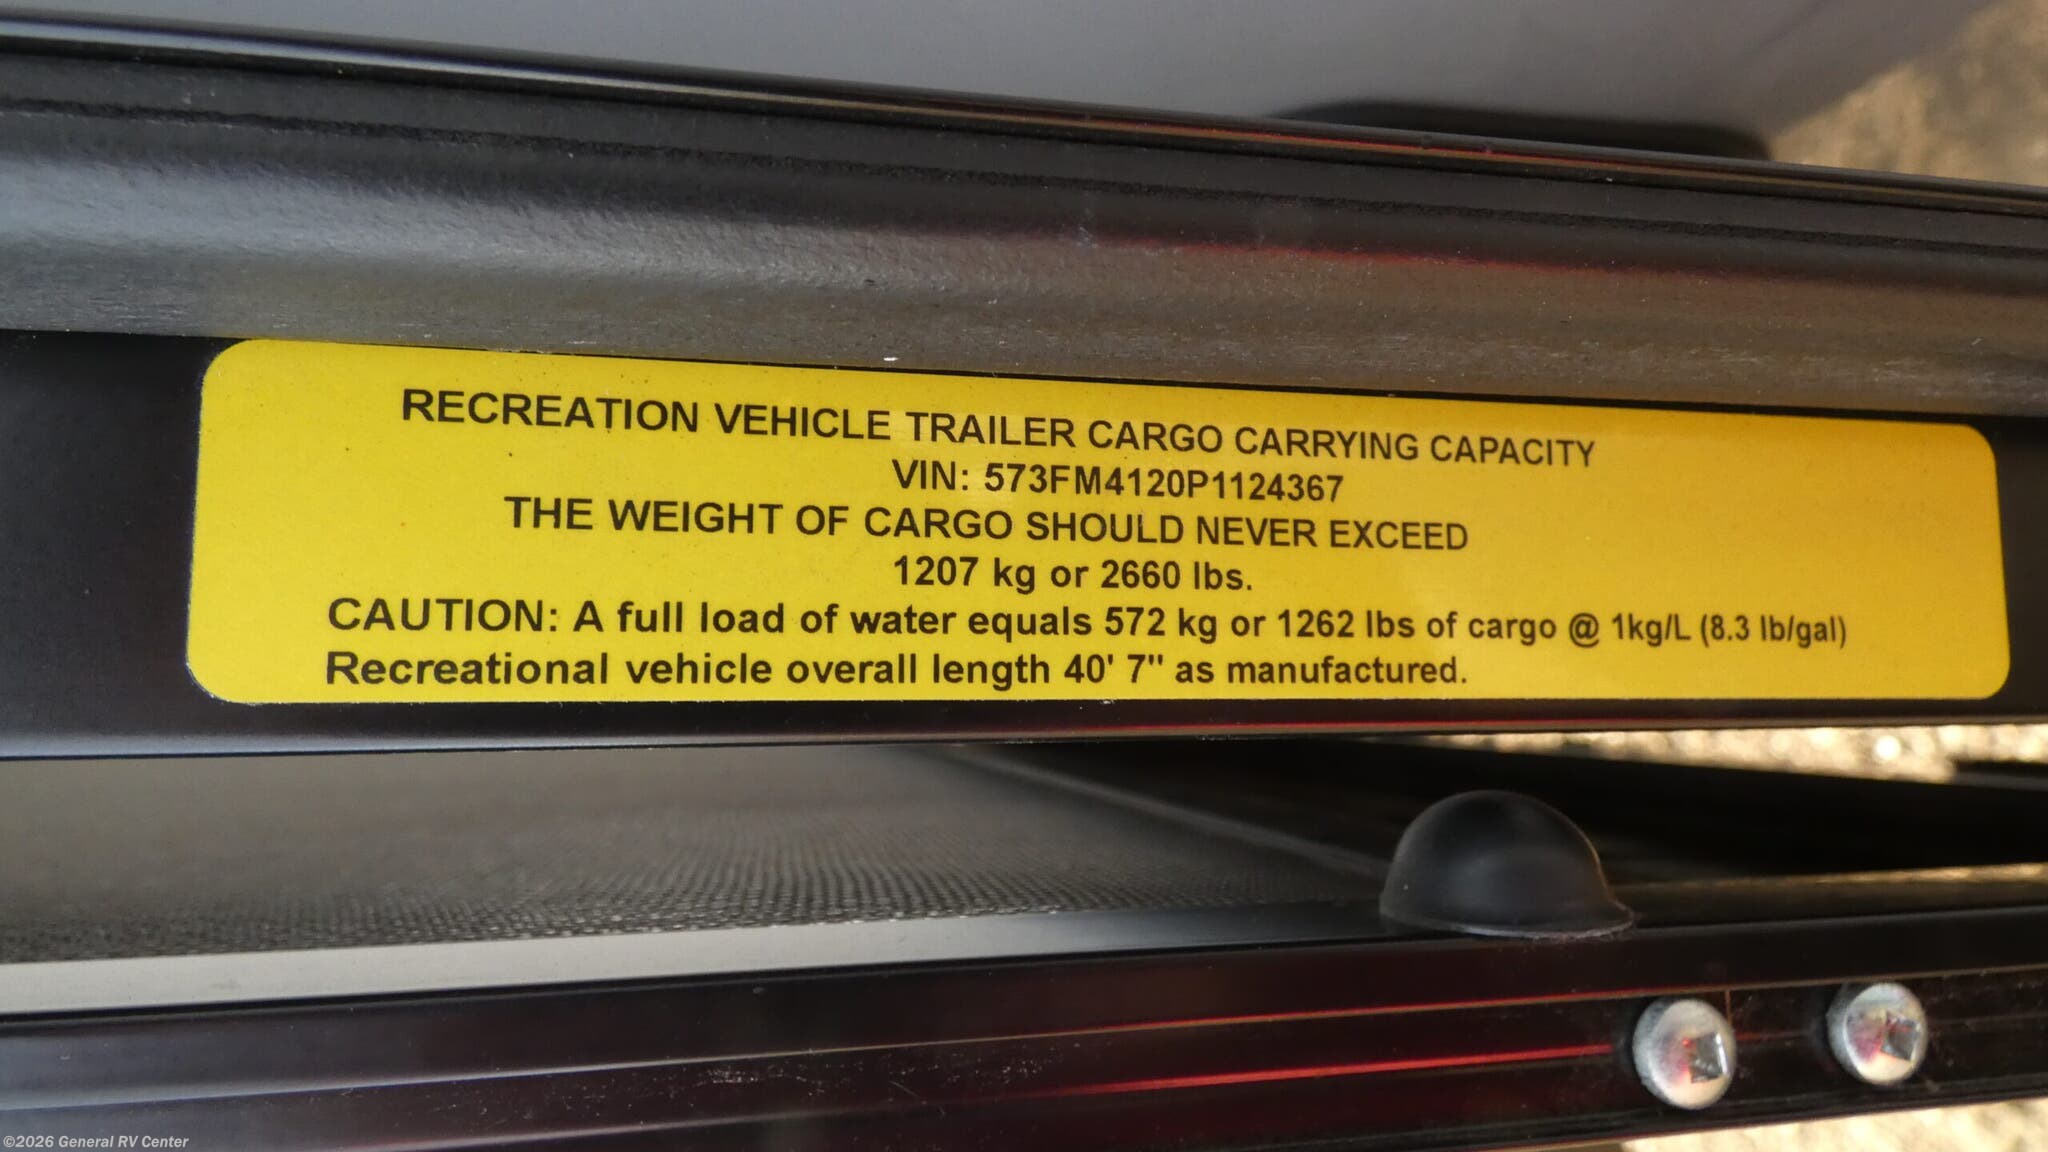 RECREATION VEHICLE TRAILER CARGO CARRYING CAPACITY
VIN: 573FM4120P1124367
THE WEIGHT OF CARGO SHOULD NEVER EXCEED
1207 kg or 2660 lbs.
CAUTION: A full load of water equals 572 kg or 1262 lbs of cargo @ 1kg/L (8.3 lb/gal)
Recreational vehicle overall length 40' 7" as manufactured.
©2026 General RV Center